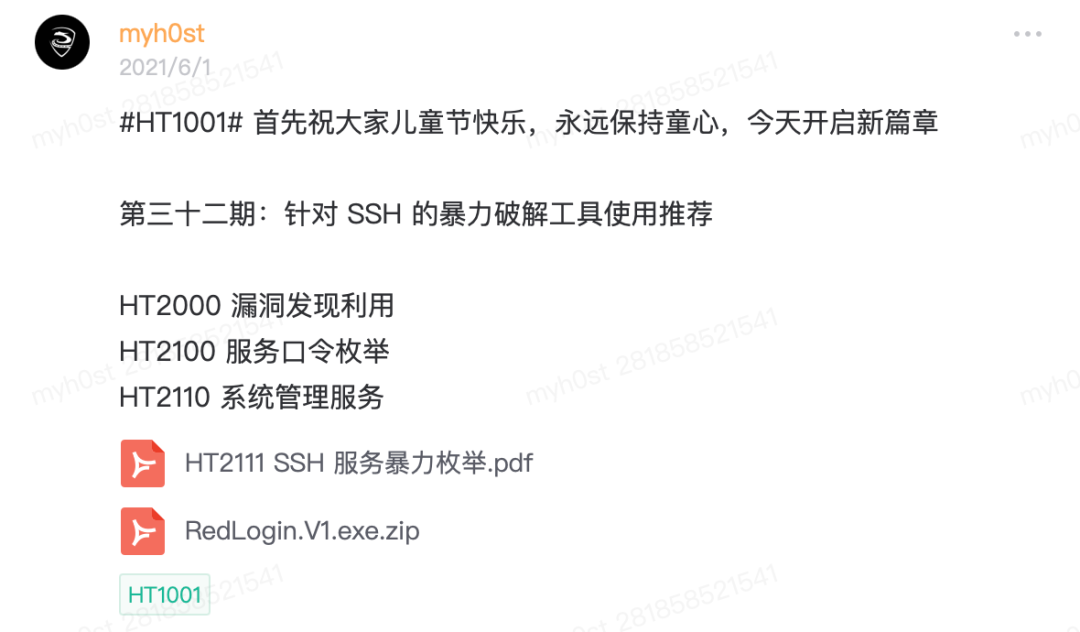 myh0st
2021/6/1
#HT1001# 首先祝大家儿童节快乐，永远保持童心，今天开启新篇章
第三十二期：针对 SSH 的暴力破解工具使用推荐
HT2000 漏洞发现利用
HT2100 服务口令枚举
HT2110 系统管理服务
HT2111 SSH 服务暴力枚举.pdf
RedLogin.V1.exe.zip
HT1001
myh0st 281858521541